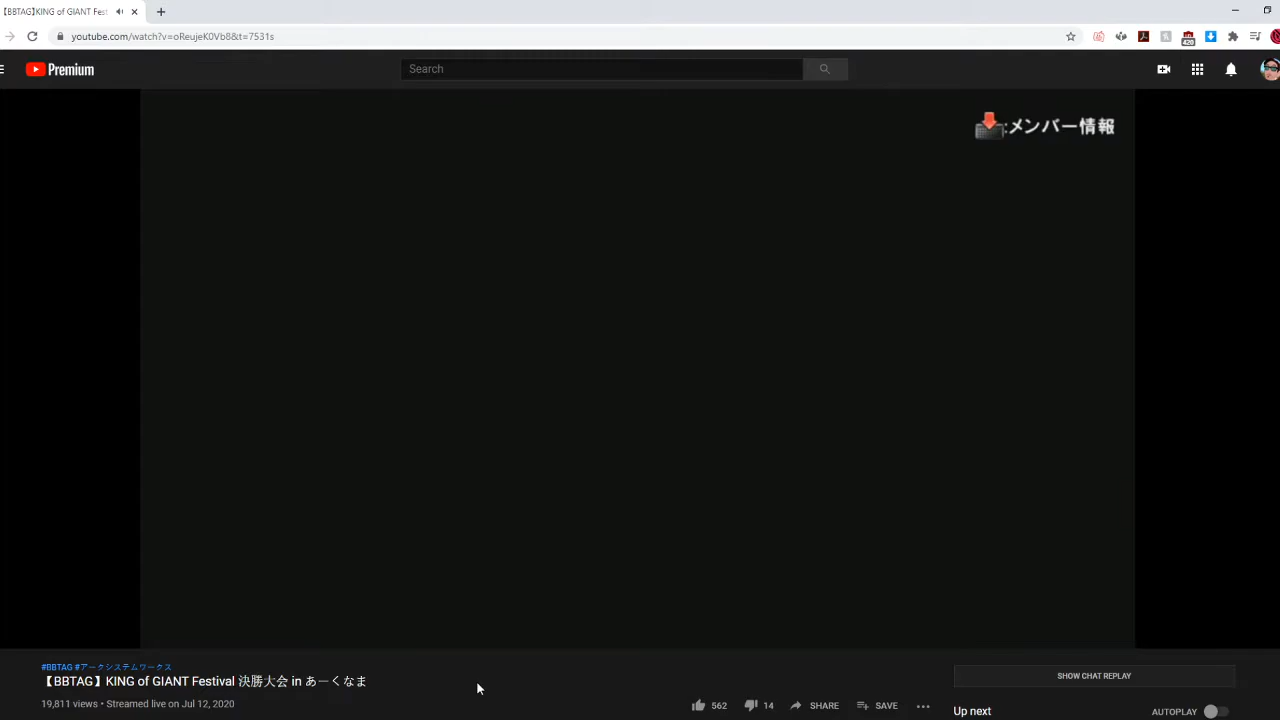 【BBTAG】KING of GIANT Fest
youtube.com/watch?v=oReujeK0Vb8&t=7531s
420
Premium
Search
:メンバー情報
#BBTAG #アークシステムワークス
【BBTAG】KING of GIANT Festival 決勝大会 in あーくなま
19,811 views • Streamed live on Jul 12, 2020
562
14
SHARE
SAVE
SHOW CHAT REPLAY
Up next
AUTOPLAY